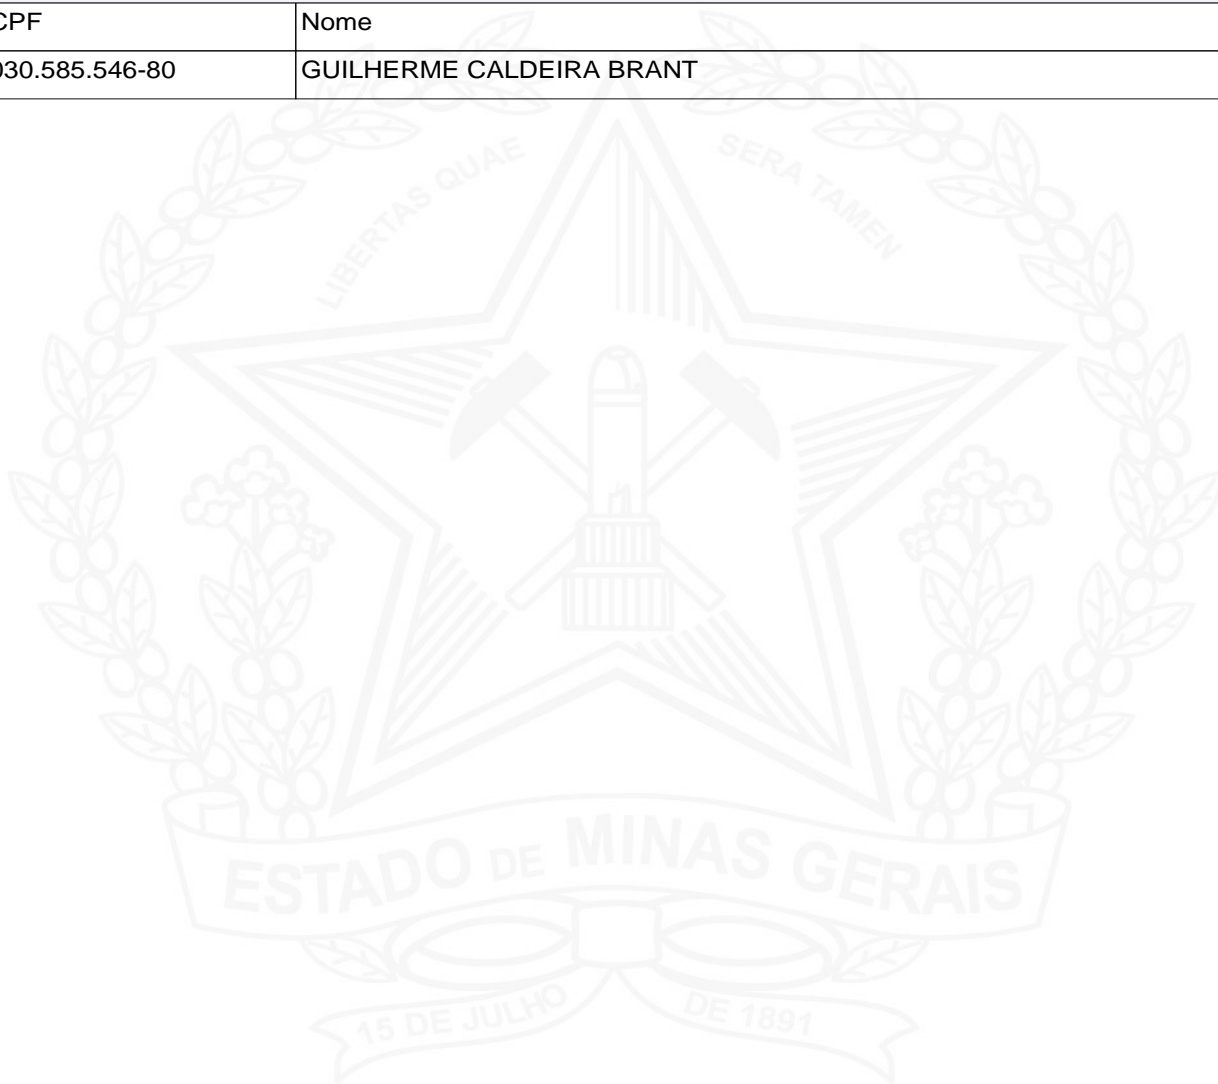 CPF Nome
030.585.546-80 GUILHERME CALDEIRA BRANT
LIBERTAS QUAE SERA TAMEN
ESTADO DE MINAS GERAIS
15 DE JULHO DE 1891